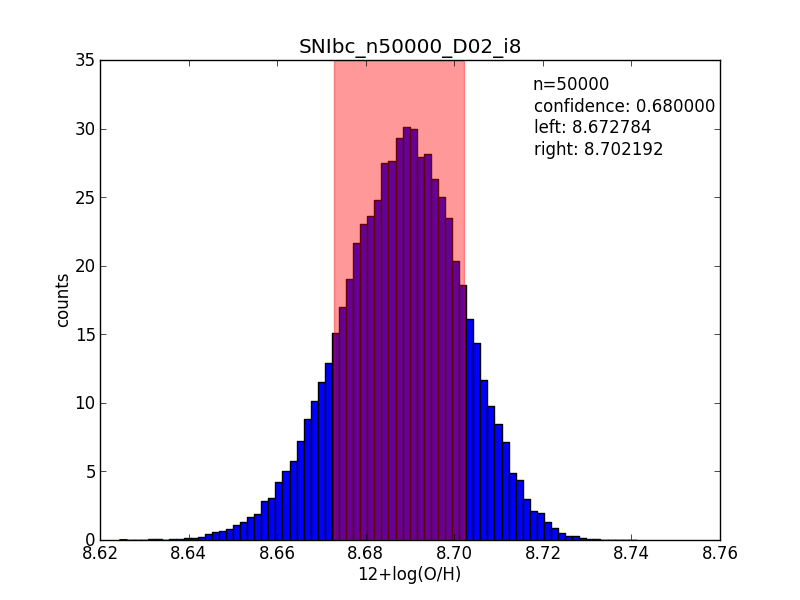 SNIbc_n50000_D02_i8
n=50000
confidence: 0.680000
left: 8.672784
right: 8.702192
35
30
25
20
15
10
5
0
counts
8.62 8.64 8.66 8.68 8.70 8.72 8.74 8.76
12+log(O/H)